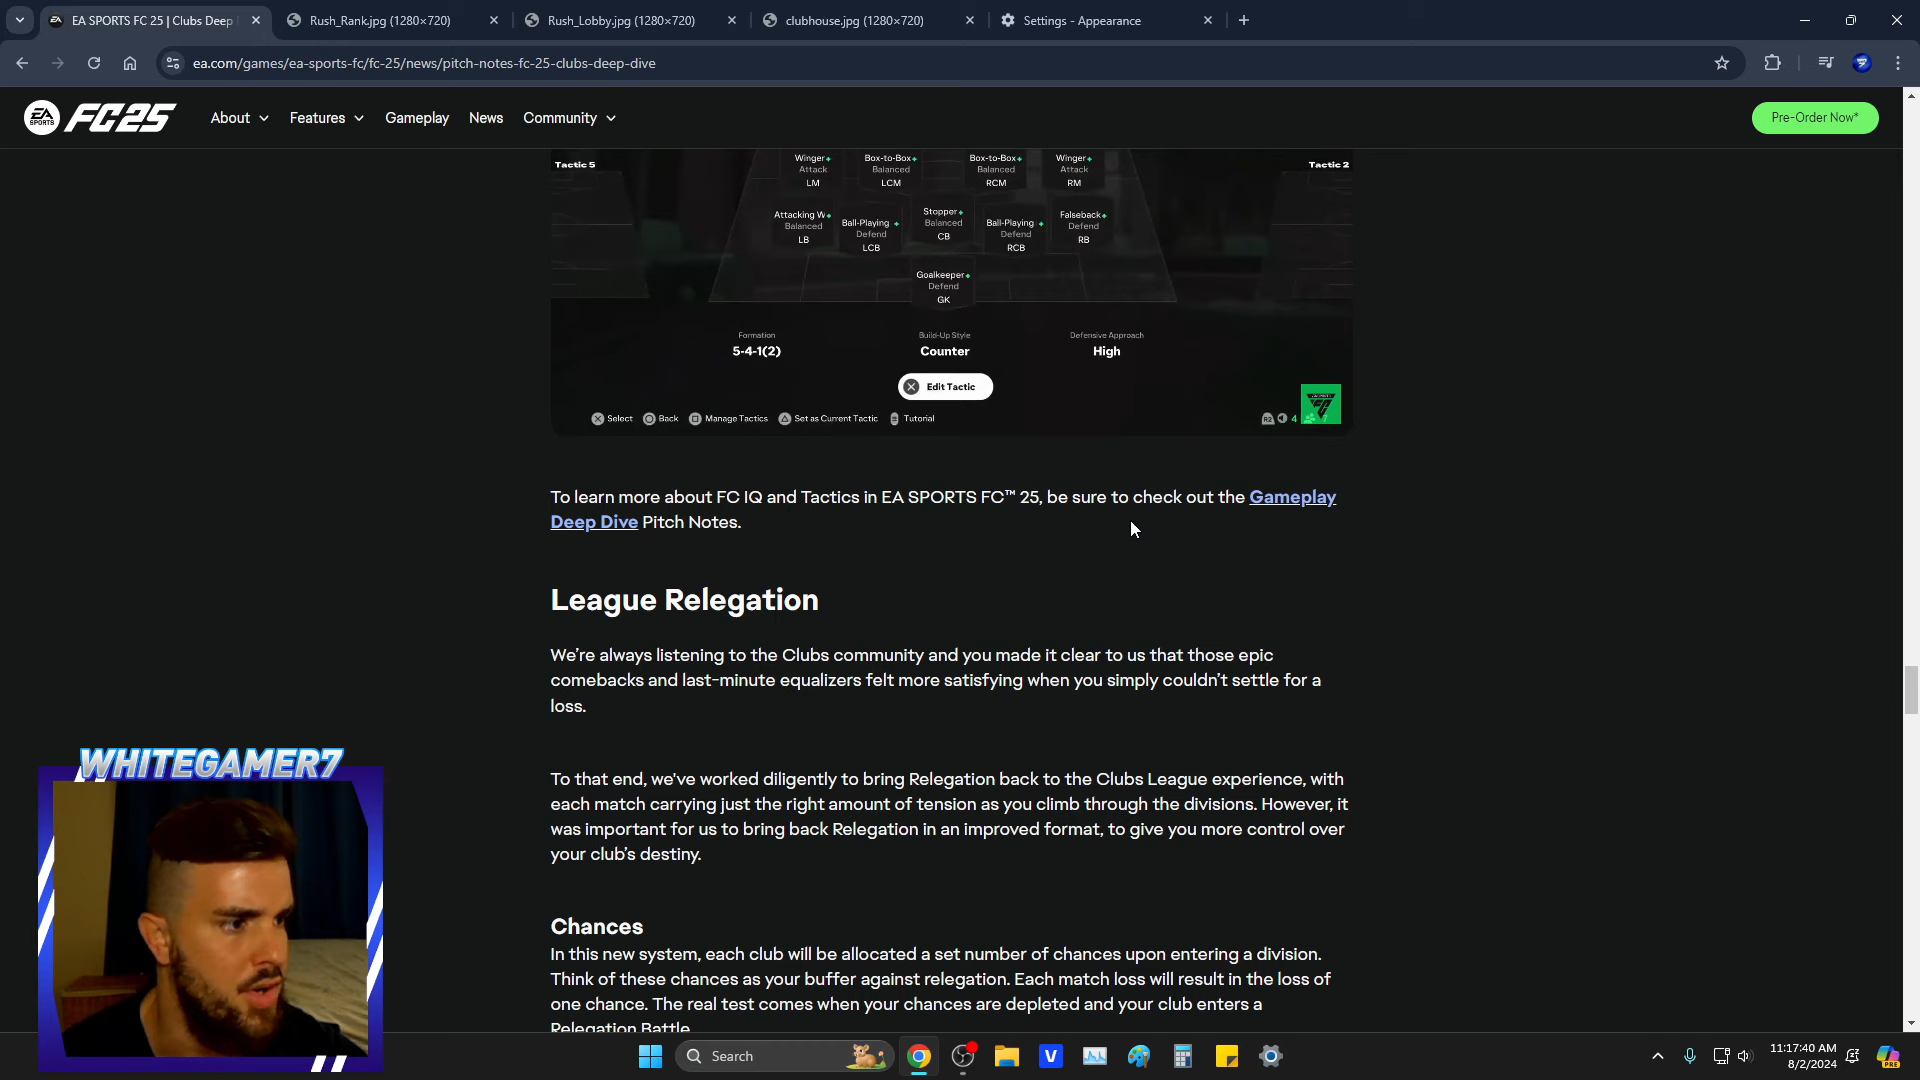 EA SPORTS FC 25 | Clubs Deep
Rush_Rank.jpg (1280×720)
Rush_Lobby.jpg (1280×720)
clubhouse.jpg (1280×720)
Settings - Appearance
ea.com/games/ea-sports-fc/fc-25/news/pitch-notes-fc-25-clubs-deep-dive
EA SPORTS FC25
About
Features
Gameplay
News
Community
Pre-Order Now*
Tactic 5
Tactic 2
Winger+ Box-to-Box+ Box-to-Box+ Winger+
Attack Balanced Balanced Attack
LM LCM RCM RM
Attacking W+ Ball-Playing + Stopper+ Ball-Playing + Falseback+
Balanced Defend Balanced Defend Defend
LB LCB CB RCB RB
Goalkeeper+
Defend
GK
Formation Build-Up Style Defensive Approach
5-4-1(2) Counter High
Edit Tactic
Select Back Manage Tactics Set as Current Tactic Tutorial
R2 4 7
To learn more about FC IQ and Tactics in EA SPORTS FC™ 25, be sure to check out the Gameplay
Deep Dive Pitch Notes.
League Relegation
We’re always listening to the Clubs community and you made it clear to us that those epic
comebacks and last-minute equalizers felt more satisfying when you simply couldn’t settle for a
loss.
To that end, we’ve worked diligently to bring Relegation back to the Clubs League experience, with
each match carrying just the right amount of tension as you climb through the divisions. However, it
was important for us to bring back Relegation in an improved format, to give you more control over
your club’s destiny.
Chances
In this new system, each club will be allocated a set number of chances upon entering a division.
Think of these chances as your buffer against relegation. Each match loss will result in the loss of
one chance. The real test comes when your chances are depleted and your club enters a
Relegation Battle.
WHITEGAMER7
Search
V
11:17:40 AM
8/2/2024
PRE